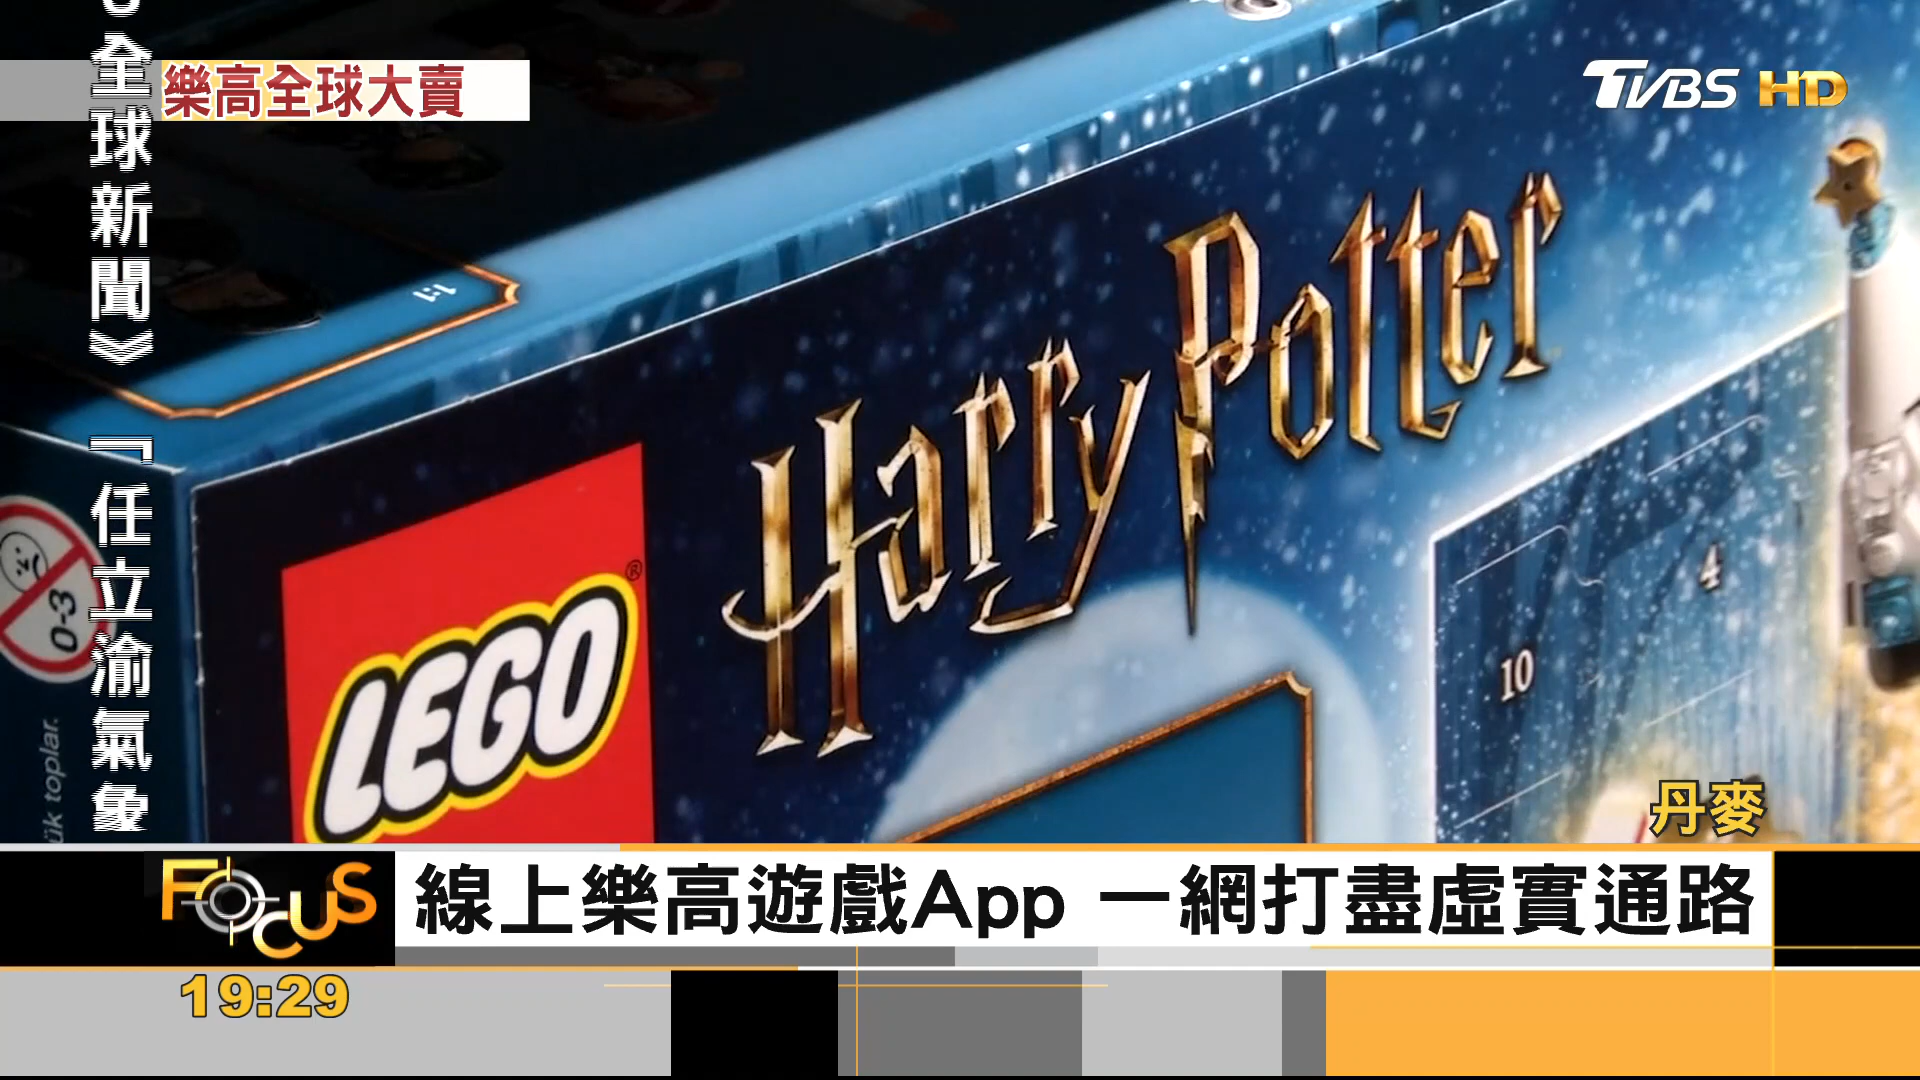 全球新聞》「任立渝氣象
樂高全球大賣
TVBS HD
1:1
Harry Potter
LEGO
®
0-3
ük toplar.
10
4
丹麥
FOCUS
線上樂高遊戲App 一網打盡虛實通路
19:29